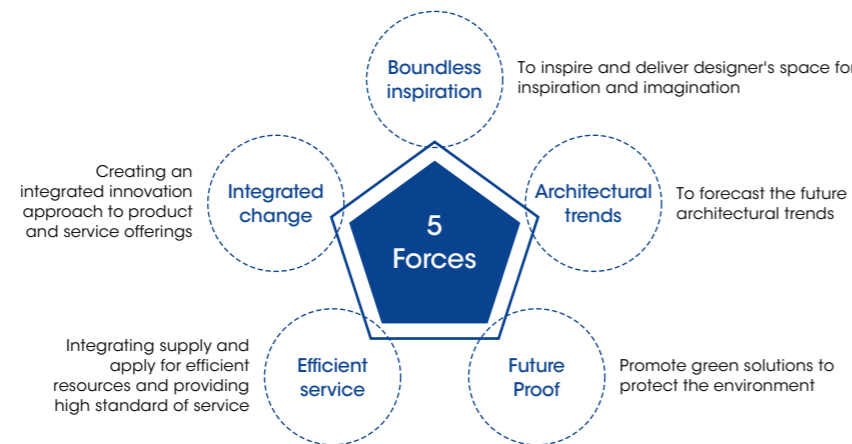 Boundless
inspiration
To inspire and deliver designer's space for
inspiration and imagination
Creating an
integrated innovation
approach to product
and service offerings
Integrated
change
5
Forces
Architectural
trends
To forecast the future
architectural trends
Integrating supply and
apply for efficient
resources and providing
high standard of service
Efficient
service
Future
Proof
Promote green solutions to
protect the environment